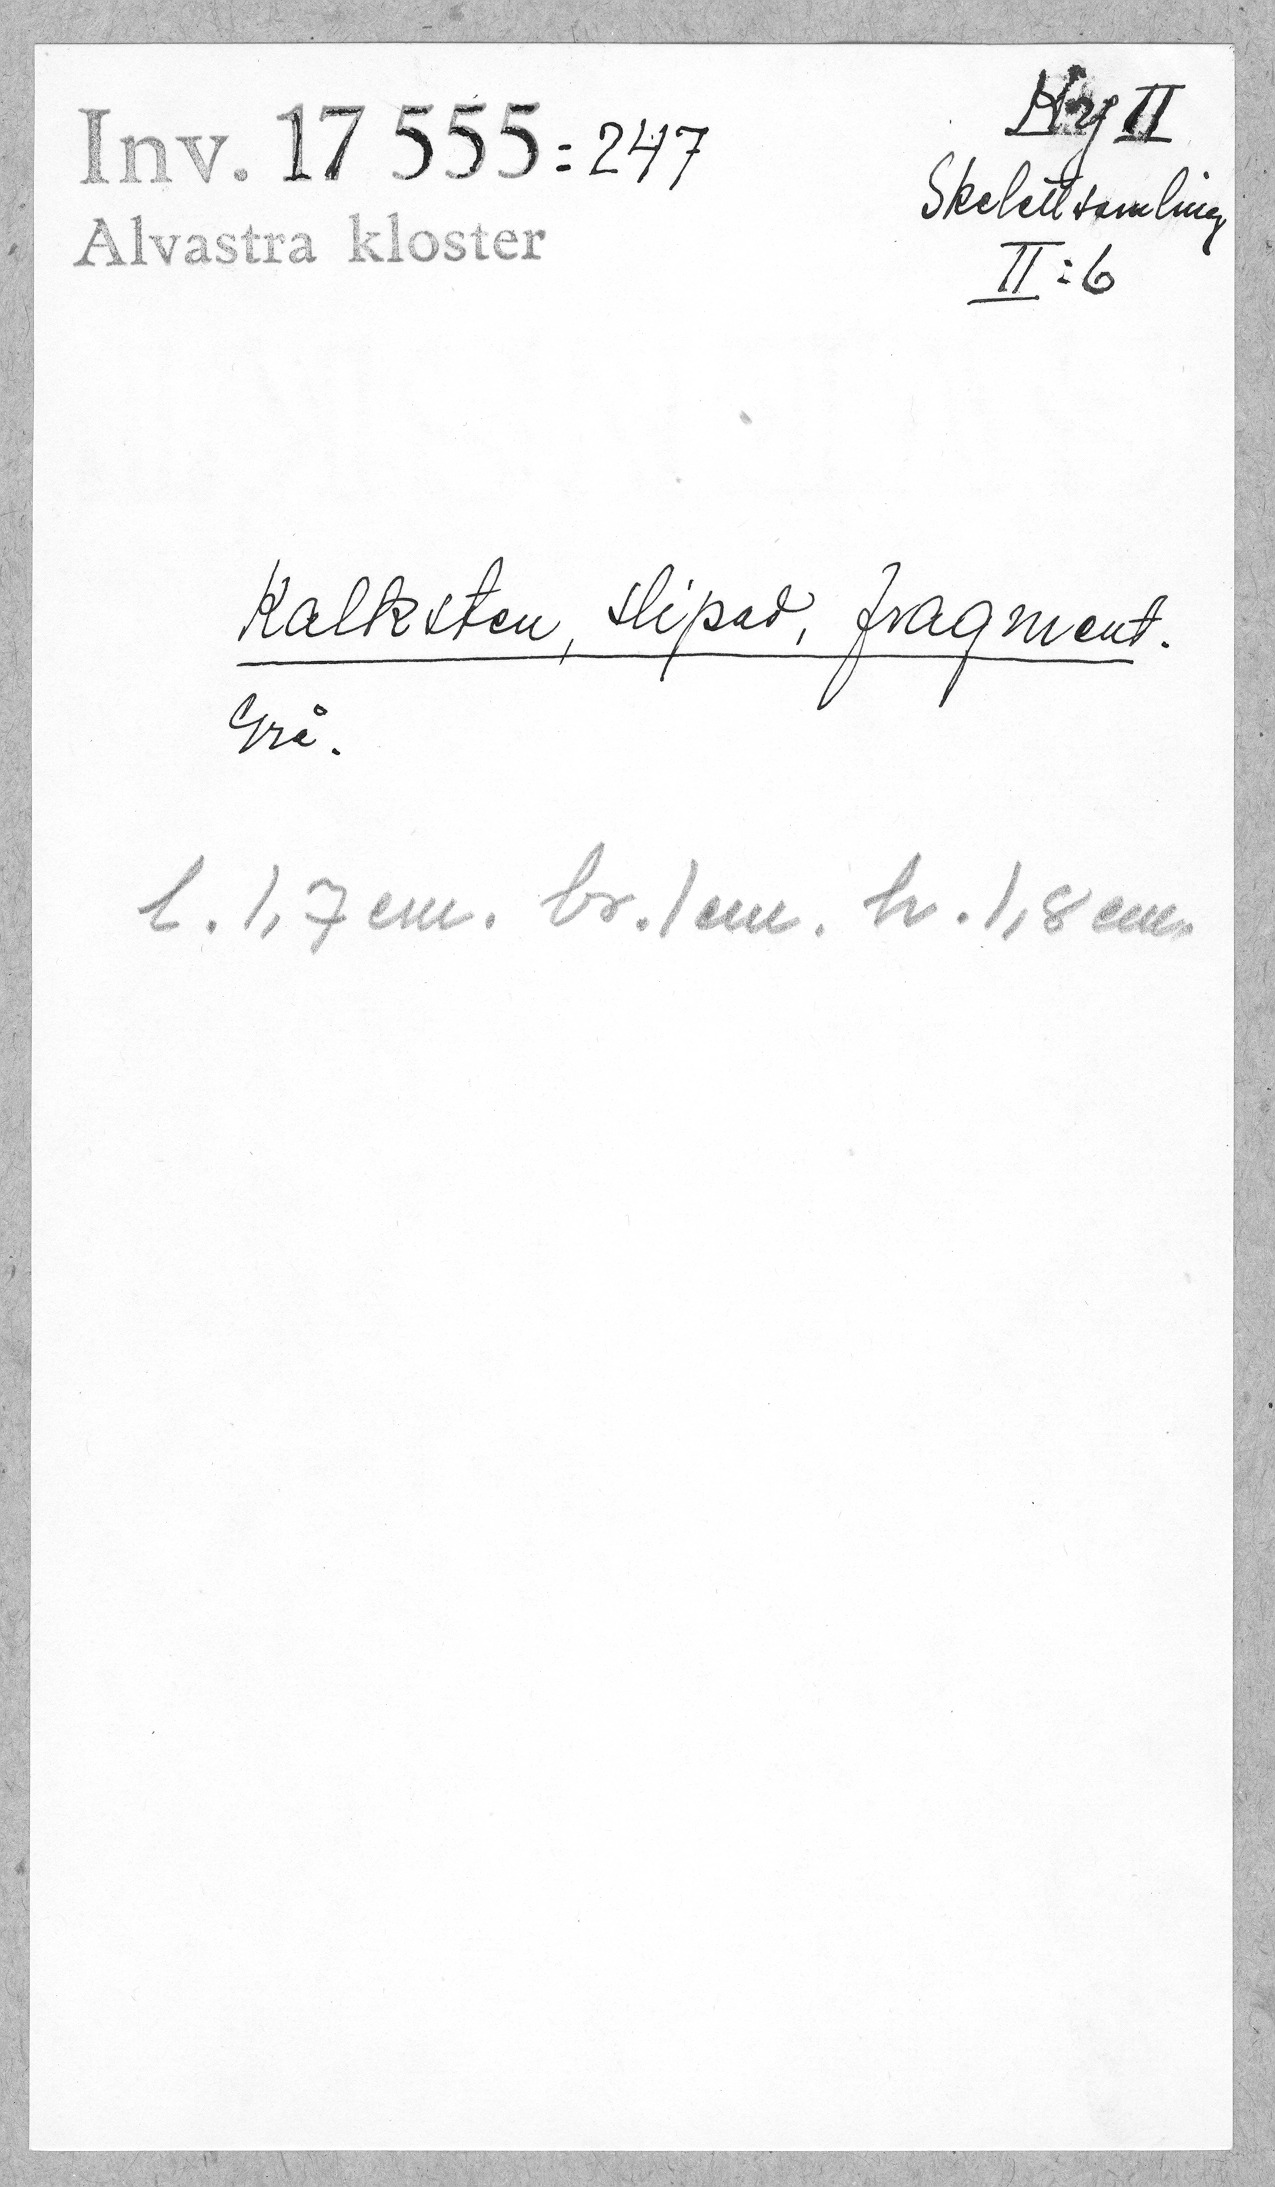 Inv. 17 555:247
Alvastra kloster
Ky II
Skelettsamling
II:6
Kalksten, slipad, fragment.
Grå.
l. 1,7 cm. br. 1 cm. h. 1,8 cm.